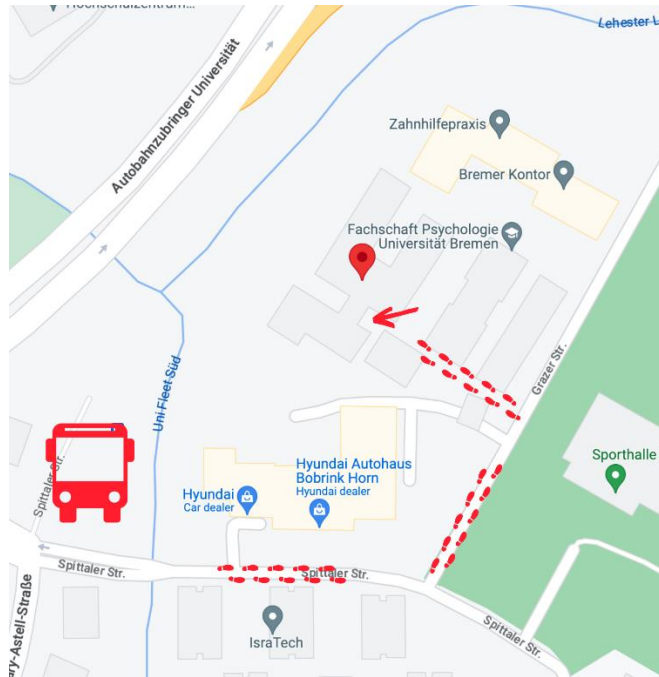 Hochschulzentrum...
Lehester
Autobahnzubringer Universität
Zahnhilfepraxis
Bremer Kontor
Fachschaft Psychologie
Universität Bremen
Grazer Str.
Uni Fleet Süd
Sporthalle
Spittaler Str.
Hyundai Autohaus
Bobrink Horn
Hyundai dealer
Hyundai
Car dealer
Spittaler Str.
Spittaler Str.
Spittaler Str.
IsraTech
ry-Astell-Straße